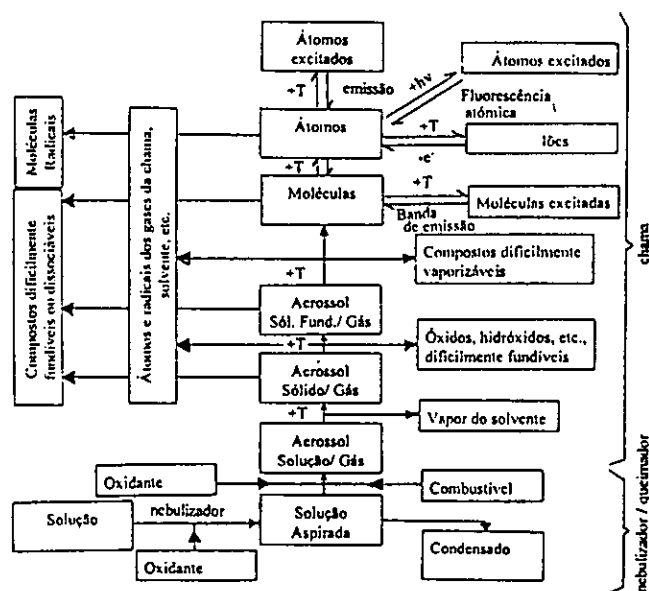 Átomos
excitados
+T
emissão
+hν
Átomos excitados
Fluorescência
atômica
Átomos
+T
Iões
-e-
+T
Moléculas
+T
Moléculas excitadas
Banda
de emissão
Moléculas
Radicais
Compostos dificilmente
fundíveis ou dissociáveis
Átomos e radicais dos gases da chama,
solvente, etc.
+T
Compostos dificilmente
vaporizáveis
Aerossol
Sól. Fund./ Gás
+T
Óxidos, hidróxidos, etc.,
dificilmente fundíveis
Aerossol
Sólido/ Gás
+T
Vapor do solvente
Aerossol
Solução/ Gás
Oxidante
Combustível
Solução
nebulizador
Solução
Aspirada
Oxidante
Condensado
chama
nebulizador / queimador